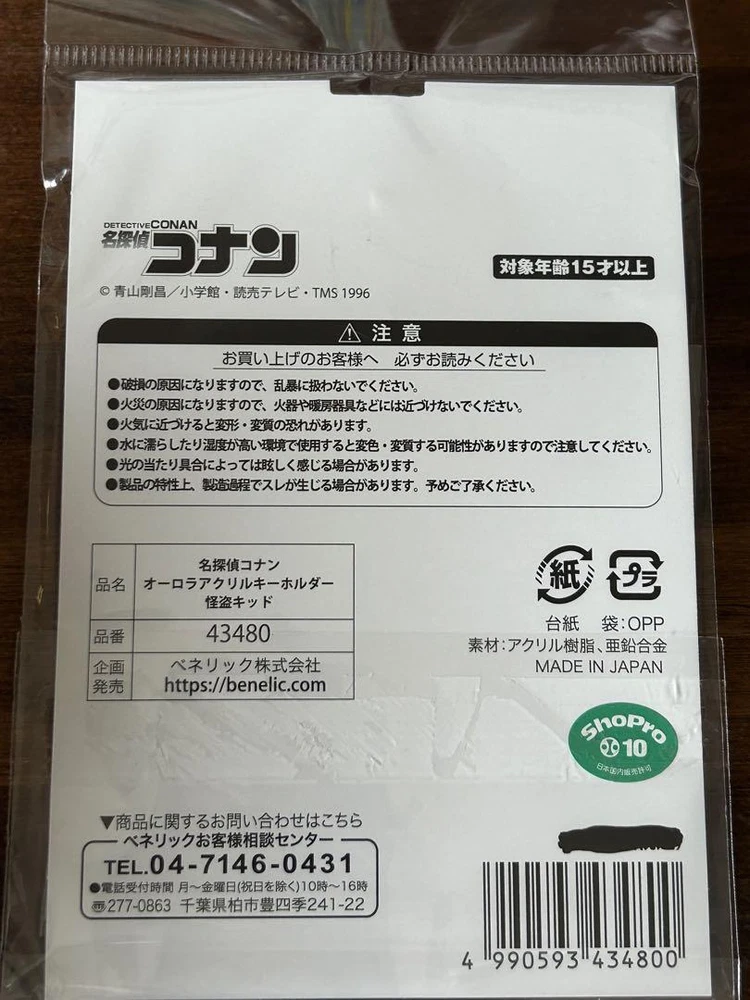 DETECTIVE CONAN
名探偵コナン
© 青山剛昌／小学館・読売テレビ・TMS 1996
対象年齢15才以上
注意
お買い上げのお客様へ 必ずお読みください
●破損の原因になりますので、乱暴に扱わないでください。
●火災の原因になりますので、火器や暖房器具などには近づけないでください。
●火気に近づけると変形・変質の恐れがあります。
●水に濡らしたり湿度が高い環境で使用すると変色・変質する可能性がありますので注意してください。
●光の当たり具合によっては眩しく感じる場合があります。
●製品の特性上、製造過程でスレが生じる場合があります。予めご了承ください。
品名
名探偵コナン
オーロラアクリルキーホルダー
怪盗キッド
品番 43480
企画
発売
ベネリック株式会社
https://benelic.com
紙 プラ
台紙 袋:OPP
素材:アクリル樹脂、亜鉛合金
MADE IN JAPAN
ShoPro
10
日本国内販売許可
▼商品に関するお問い合わせはこちら
ベネリックお客様相談センター
TEL.04-7146-0431
●電話受付時間 月〜金曜日(祝日を除く)10時〜16時
〠277-0863 千葉県柏市豊四季241-22
4 990593 434800